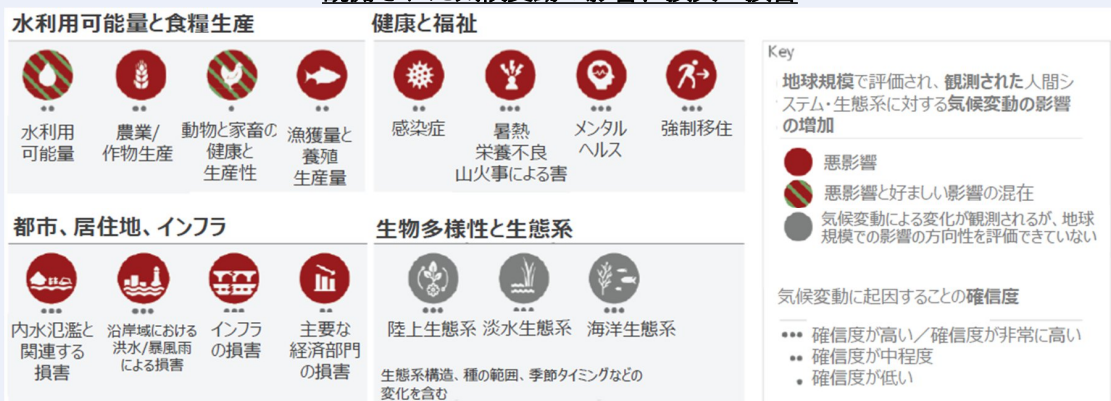 水利用可能量と食糧生産
水利用
可能量
農業/
作物生産
動物と家畜の
健康と
生産性
漁獲量と
養殖
生産量
健康と福祉
感染症
暑熱
栄養不良
山火事による害
メンタル
ヘルス
強制移住
都市、居住地、インフラ
内水氾濫と
関連する
損害
沿岸域における
洪水/暴風雨
による損害
インフラ
の損害
主要な
経済部門
の損害
生物多様性と生態系
陸上生態系
淡水生態系
海洋生態系
生態系構造、種の範囲、季節タイミングなどの
変化を含む
Key
地球規模で評価され、観測された人間シ
ステム・生態系に対する気候変動の影響
の増加
悪影響
悪影響と好ましい影響の混在
気候変動による変化が観測されるが、地球
規模での影響の方向性を評価できていない
気候変動に起因することの確信度
確信度が高い／確信度が非常に高い
確信度が中程度
確信度が低い